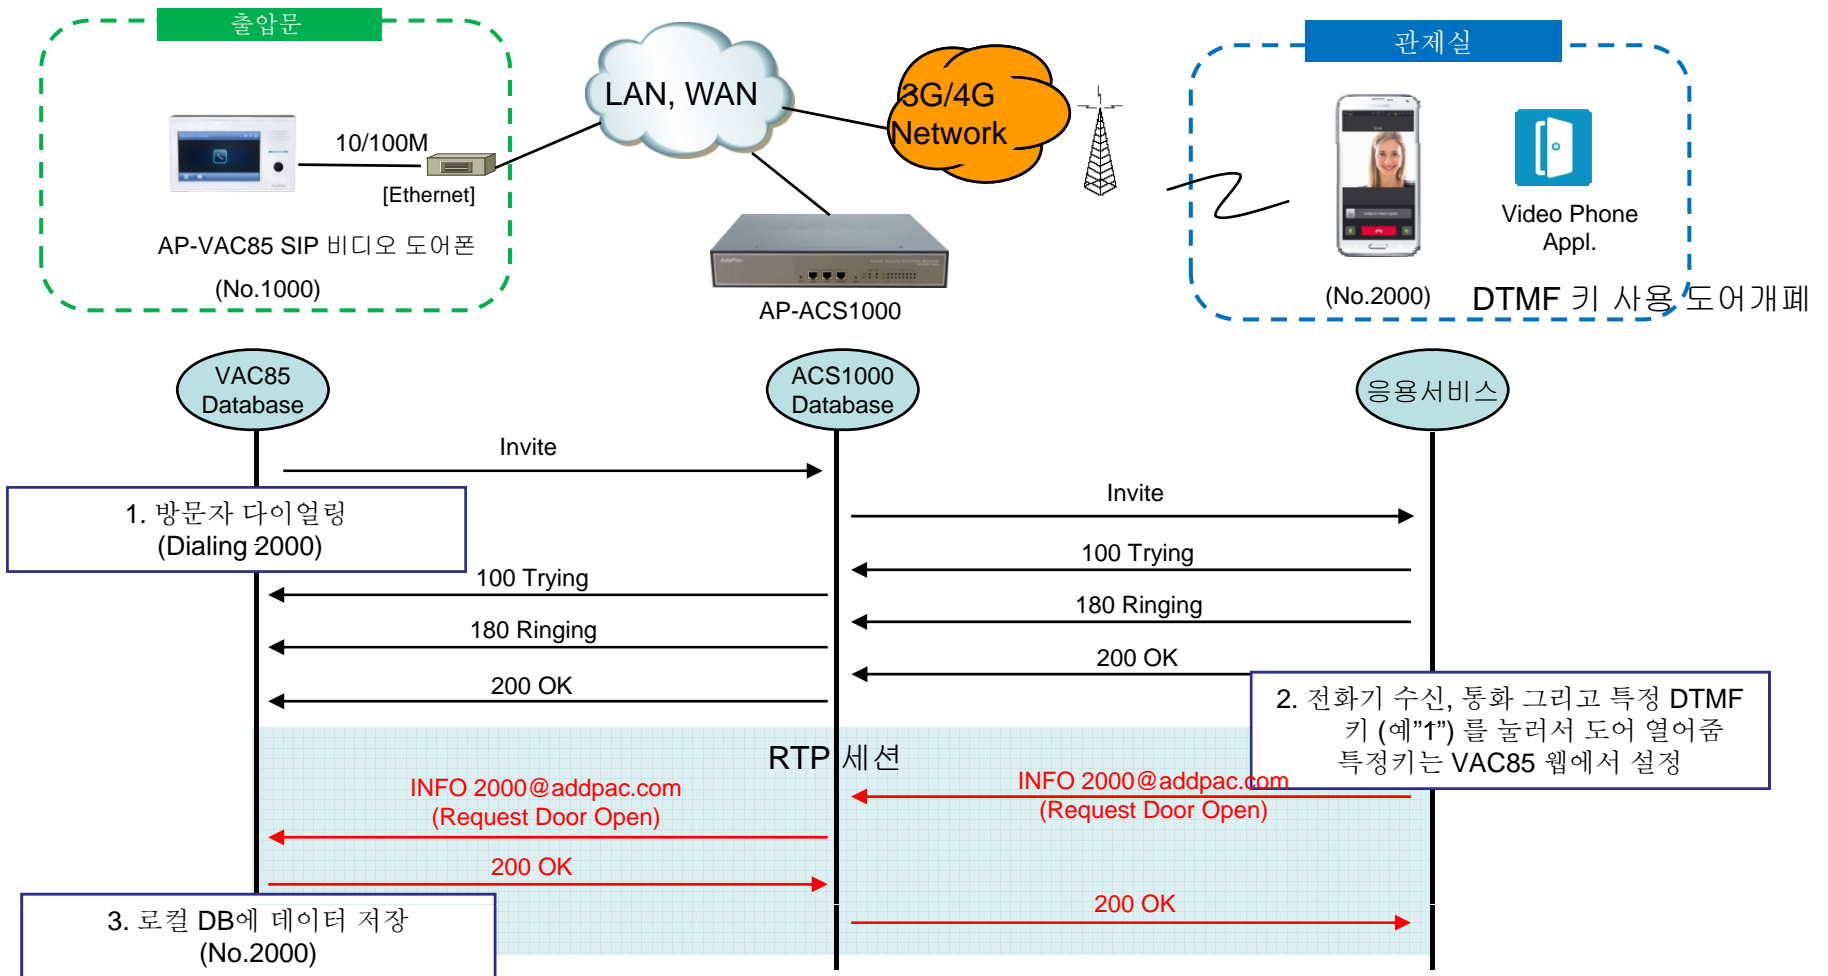 출압문
관제실
LAN, WAN
3G/4G
Network
10/100M
[Ethernet]
AP-VAC85 SIP 비디오 도어폰
(No.1000)
AddPac
AP-ACS1000
Video Phone
Appl.
(No.2000)
DTMF 키 사용 도어개폐
VAC85
Database
ACS1000
Database
응용서비스
Invite
1. 방문자 다이얼링
(Dialing 2000)
Invite
100 Trying
100 Trying
180 Ringing
180 Ringing
200 OK
200 OK
2. 전화기 수신, 통화 그리고 특정 DTMF
키 (예”1”) 를 눌러서 도어 열어줌
특정키는 VAC85 웹에서 설정
RTP 세션
INFO 2000@addpac.com
(Request Door Open)
INFO 2000@addpac.com
(Request Door Open)
200 OK
200 OK
3. 로컬 DB에 데이터 저장
(No.2000)